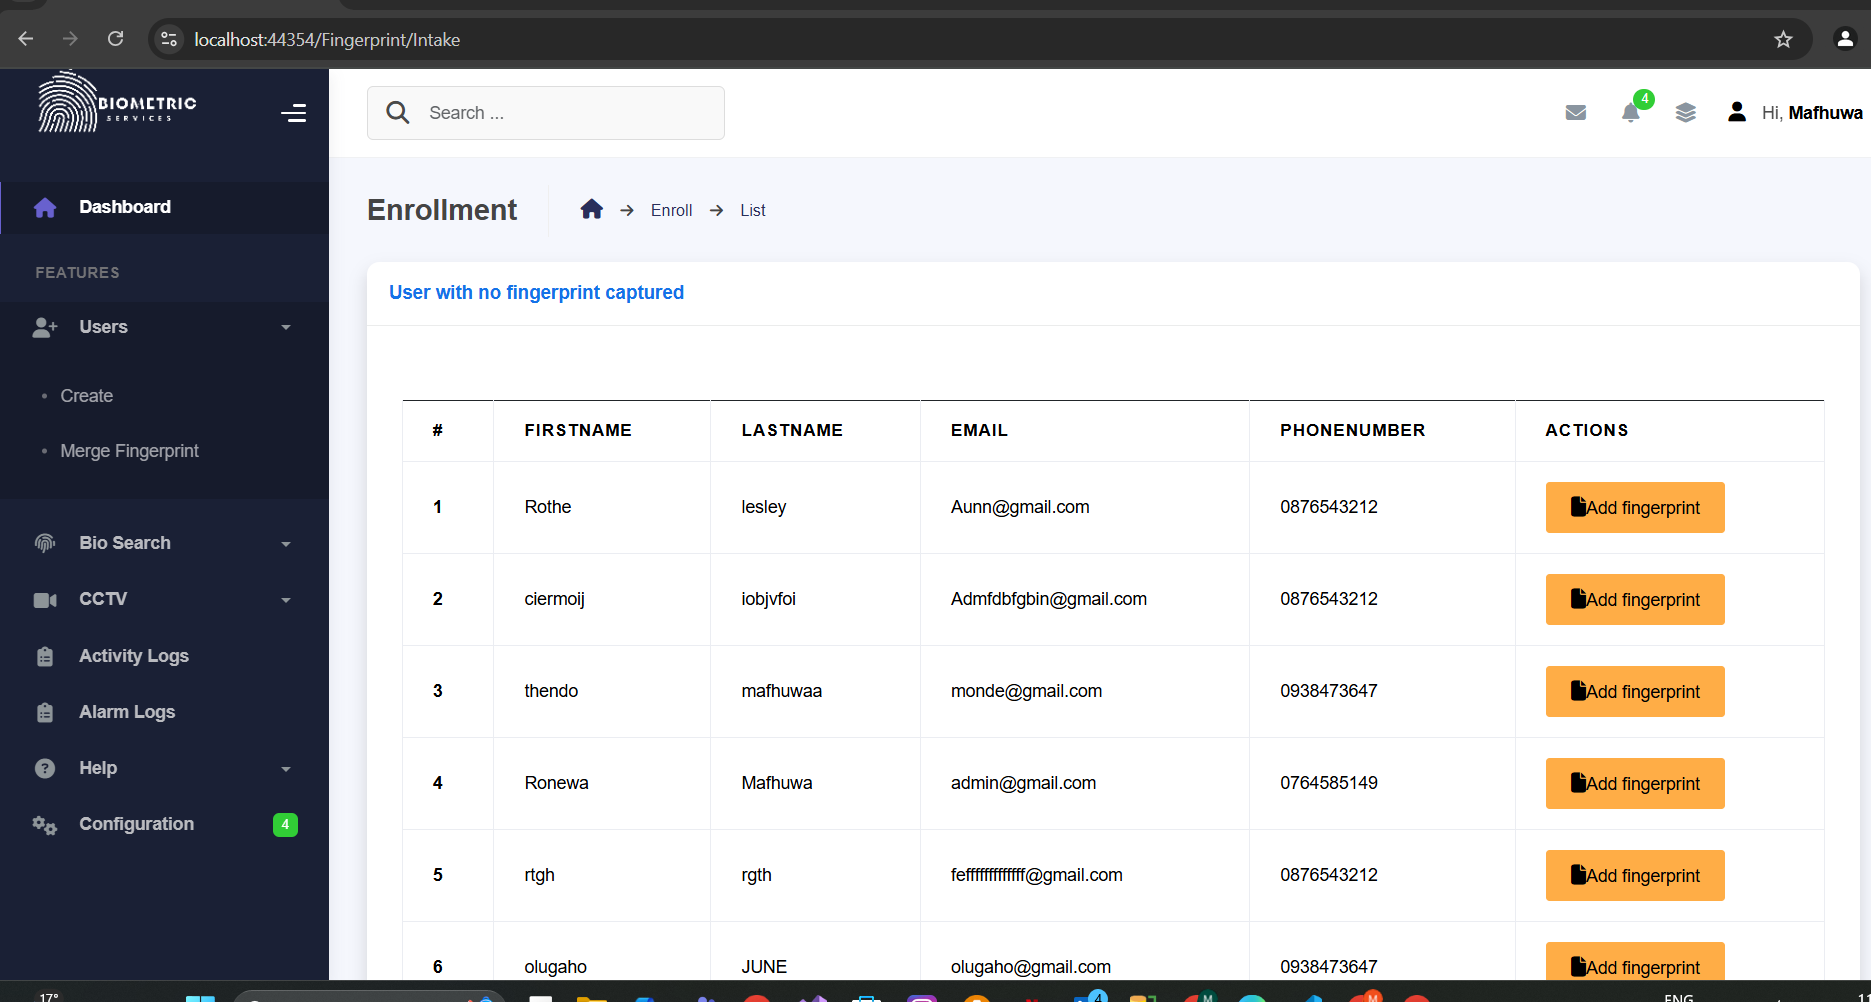 localhost:44354/Fingerprint/Intake
BIOMETRIC
SERVICES
Search ...
4
Hi, Mafhuwa
Dashboard
FEATURES
Users
Create
Merge Fingerprint
Bio Search
CCTV
Activity Logs
Alarm Logs
Help
Configuration 4
Enrollment
Enroll → List
User with no fingerprint captured
# FIRSTNAME LASTNAME EMAIL PHONENUMBER ACTIONS
1 Rothe lesley Aunn@gmail.com 0876543212 Add fingerprint
2 ciermoij iobjvfoi Admfdbfgbin@gmail.com 0876543212 Add fingerprint
3 thendo mafhuwaa monde@gmail.com 0938473647 Add fingerprint
4 Ronewa Mafhuwa admin@gmail.com 0764585149 Add fingerprint
5 rtgh rgth 0876543212 Add fingerprint
6 olugaho JUNE olugaho@gmail.com 0938473647 Add fingerprint
17°
4
M
M
ENG